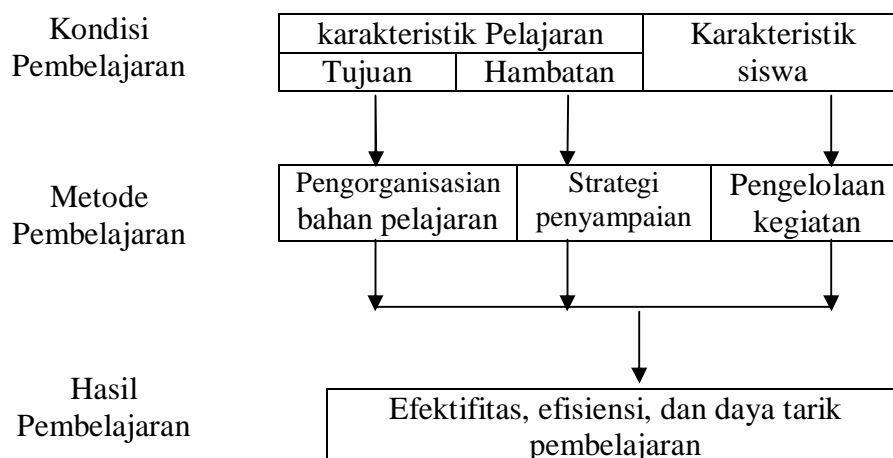 Kondisi
Pembelajaran
karakteristik Pelajaran
Tujuan
Hambatan
Karakteristik
siswa
Metode
Pembelajaran
Pengorganisasian
bahan pelajaran
Strategi
penyampaian
Pengelolaan
kegiatan
Hasil
Pembelajaran
Efektifitas, efisiensi, dan daya tarik
pembelajaran